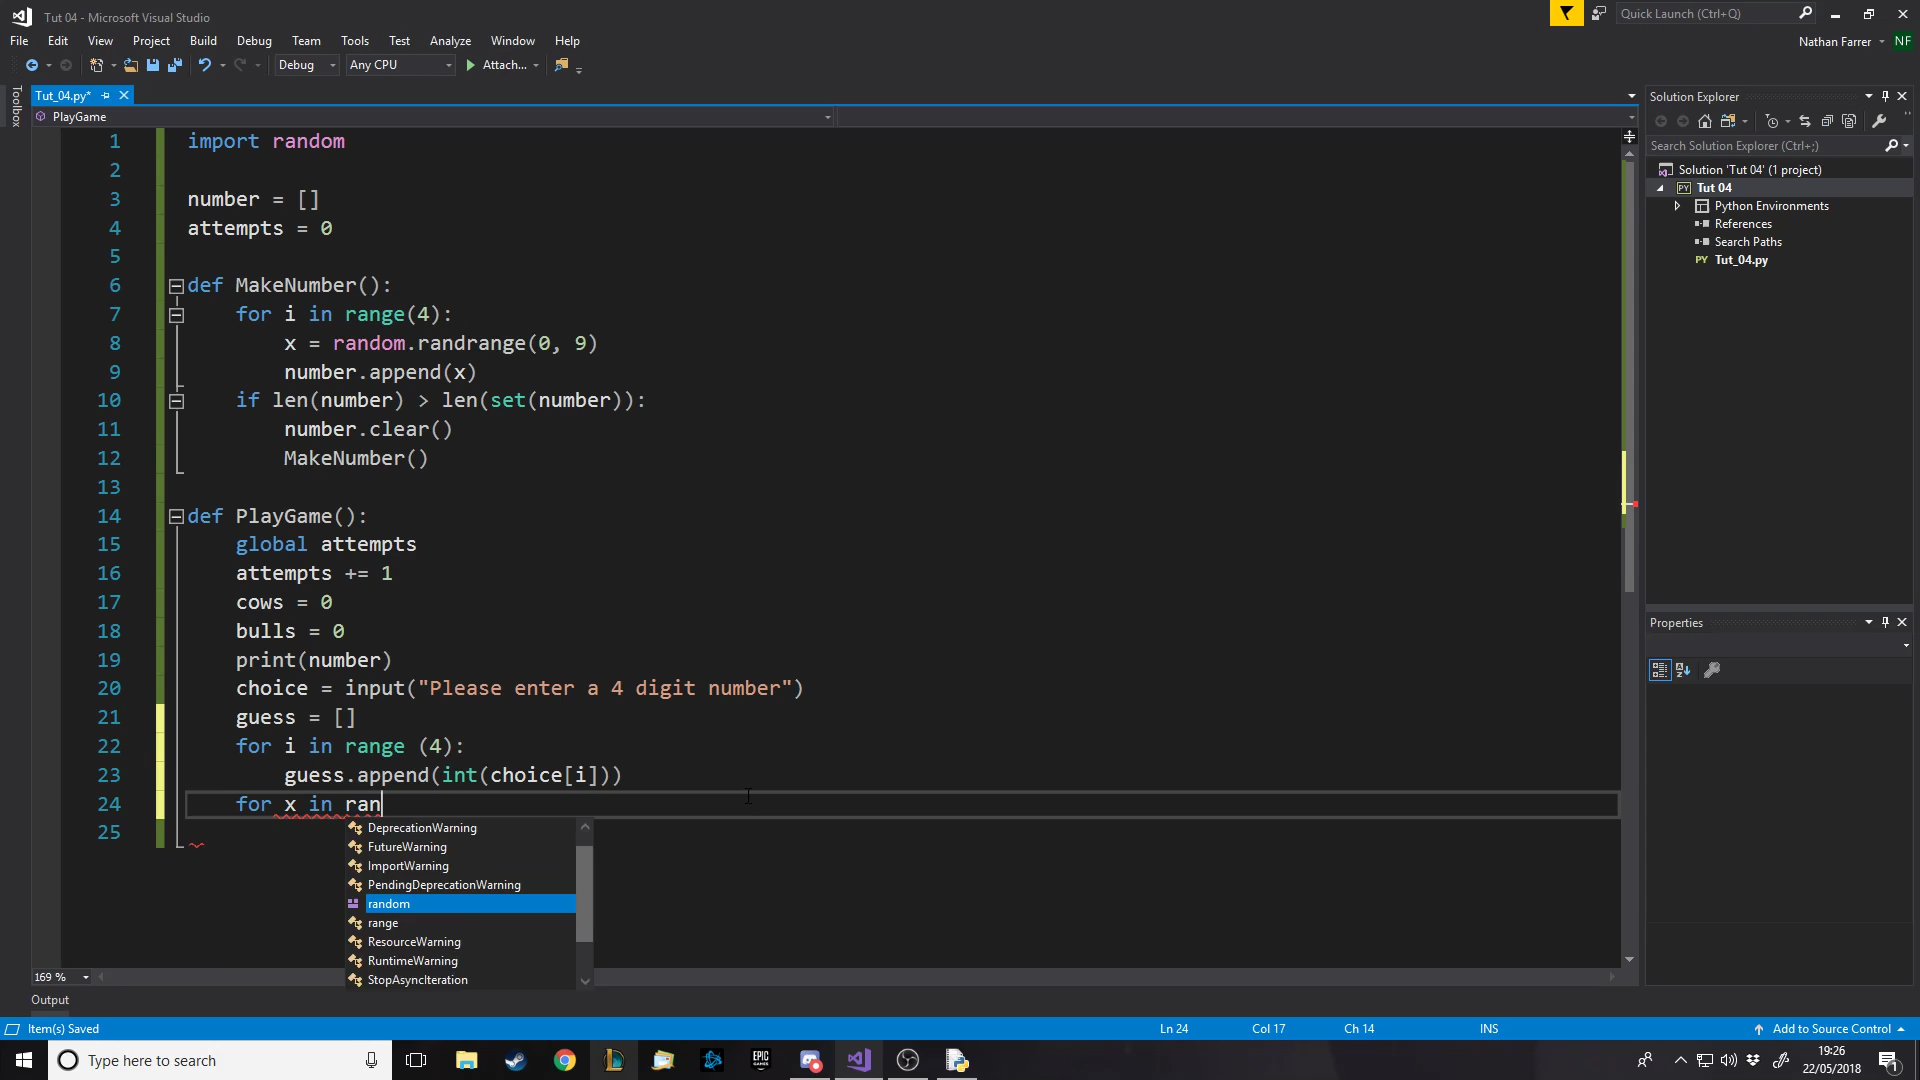 Tut 04 - Microsoft Visual Studio
Quick Launch (Ctrl+Q)
File Edit View Project Build Debug Team Tools Test Analyze Window Help
Nathan Farrer NF
Debug Any CPU Attach...
Toolbox
Tut_04.py*
PlayGame
1 import random
2
3 number = []
4 attempts = 0
5
6 def MakeNumber():
7 for i in range(4):
8 x = random.randrange(0, 9)
9 number.append(x)
10 if len(number) > len(set(number)):
11 number.clear()
12 MakeNumber()
13
14 def PlayGame():
15 global attempts
16 attempts += 1
17 cows = 0
18 bulls = 0
19 print(number)
20 choice = input("Please enter a 4 digit number")
21 guess = []
22 for i in range (4):
23 guess.append(int(choice[i]))
24 for x in ran
25
DeprecationWarning
FutureWarning
ImportWarning
PendingDeprecationWarning
random
range
ResourceWarning
RuntimeWarning
StopAsyncIteration
169 %
Output
Solution Explorer
Search Solution Explorer (Ctrl+;)
Solution 'Tut 04' (1 project)
PY Tut 04
Python Environments
References
Search Paths
PY Tut_04.py
Properties
Item(s) Saved
Ln 24 Col 17 Ch 14 INS
Add to Source Control
Type here to search
EPIC GAMES
19:26
22/05/2018
1